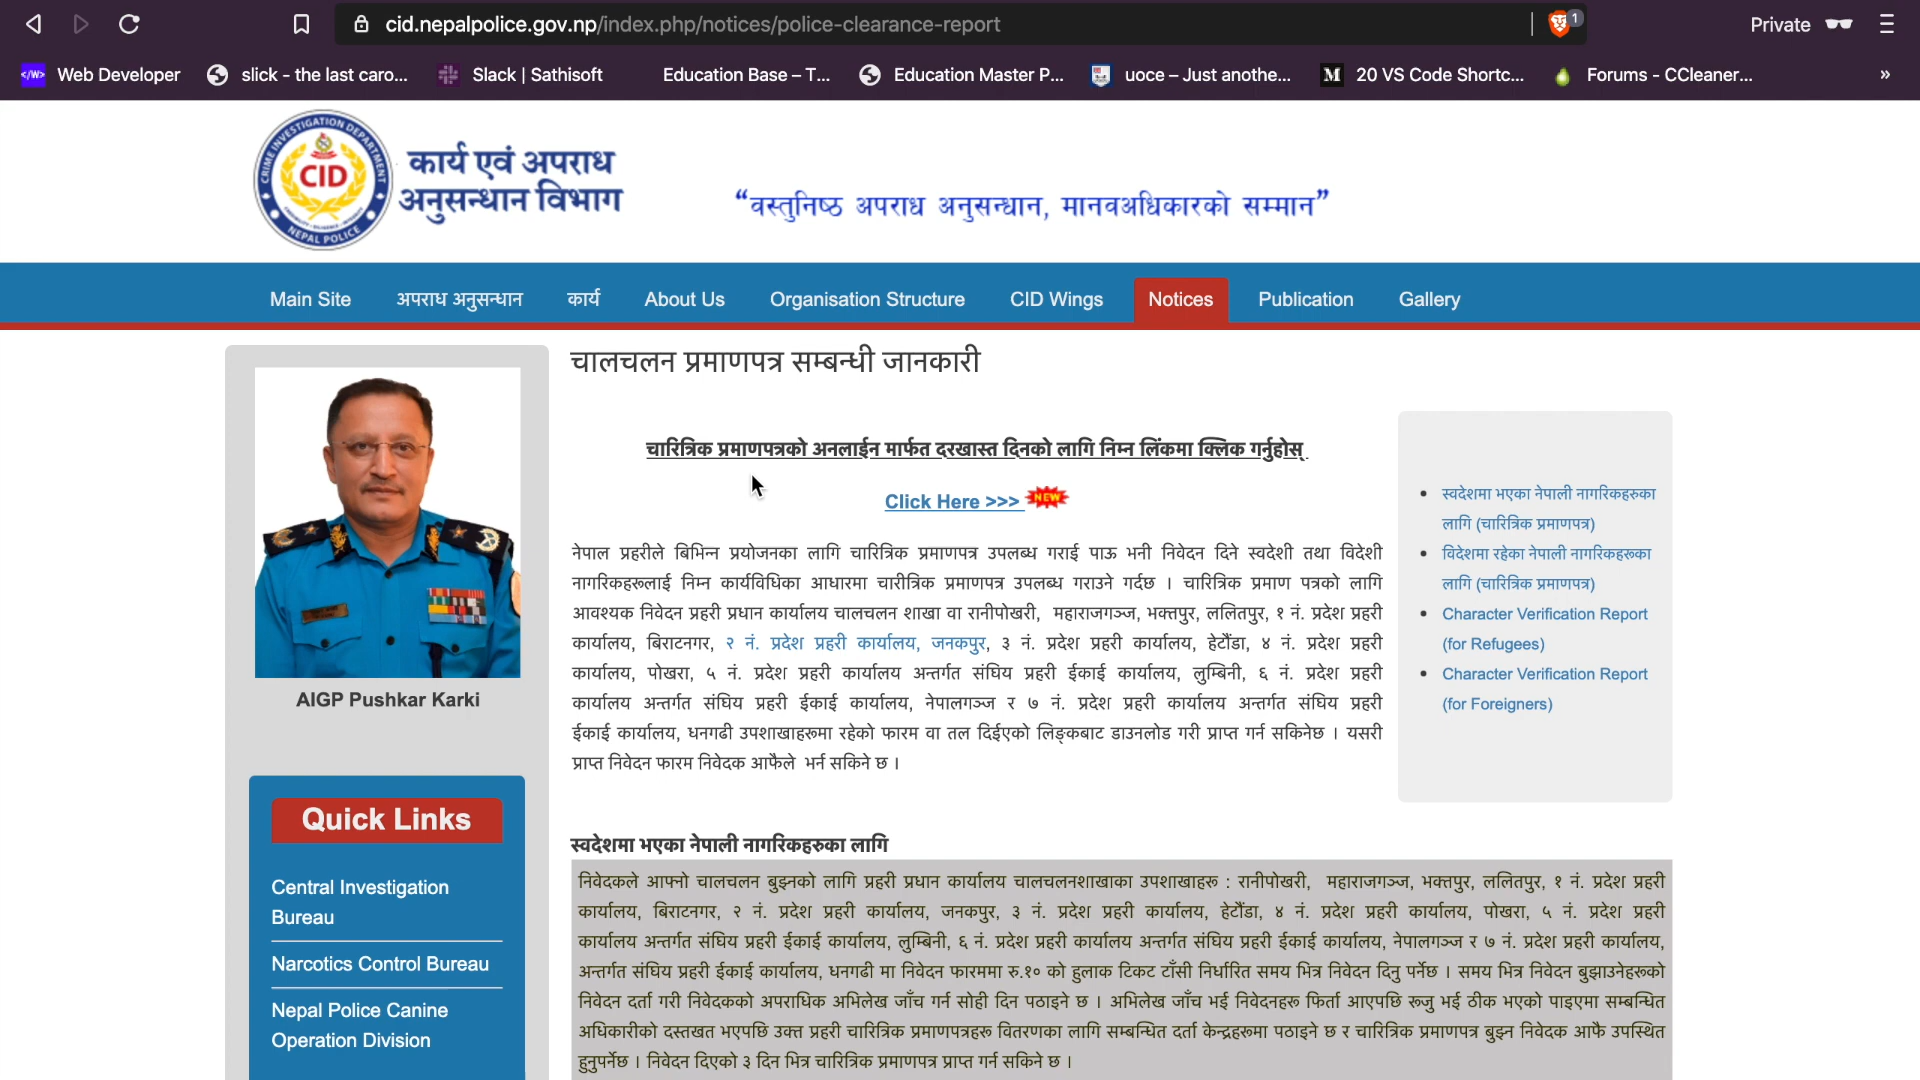 cid.nepalpolice.gov.np/index.php/notices/police-clearance-report
1
Private
Web Developer
slick - the last caro...
Slack | Sathisoft
Education Base – T...
Education Master P...
uoce – Just anothe...
20 VS Code Shortc...
Forums - CCleaner...
»
CRIME INVESTIGATION DEPARTMENT
CID
NEPAL POLICE
कार्य एवं अपराध
अनुसन्धान विभाग
“वस्तुनिष्ठ अपराध अनुसन्धान, मानवअधिकारको सम्मान”
Main Site
अपराध अनुसन्धान
कार्य
About Us
Organisation Structure
CID Wings
Notices
Publication
Gallery
चालचलन प्रमाणपत्र सम्बन्धी जानकारी
चारित्रिक प्रमाणपत्रको अनलाईन मार्फत दरखास्त दिनको लागि निम्न लिंकमा क्लिक गर्नुहोस्
Click Here >>> NEW
नेपाल प्रहरीले बिभिन्न प्रयोजनका लागि चारित्रिक प्रमाणपत्र उपलब्ध गराई पाऊ भनी निवेदन दिने स्वदेशी तथा विदेशी
नागरिकहरूलाई निम्न कार्यविधिका आधारमा चारीत्रिक प्रमाणपत्र उपलब्ध गराउने गर्दछ । चारित्रिक प्रमाण पत्रको लागि
आवश्यक निवेदन प्रहरी प्रधान कार्यालय चालचलन शाखा वा रानीपोखरी, महाराजगञ्ज, भक्तपुर, ललितपुर, १ नं. प्रदेश प्रहरी
कार्यालय, बिराटनगर, २ नं. प्रदेश प्रहरी कार्यालय, जनकपुर, ३ नं. प्रदेश प्रहरी कार्यालय, हेटौंडा, ४ नं. प्रदेश प्रहरी
कार्यालय, पोखरा, ५ नं. प्रदेश प्रहरी कार्यालय अन्तर्गत संघिय प्रहरी ईकाई कार्यालय, लुम्बिनी, ६ नं. प्रदेश प्रहरी
कार्यालय अन्तर्गत संघिय प्रहरी ईकाई कार्यालय, नेपालगञ्ज र ७ नं. प्रदेश प्रहरी कार्यालय अन्तर्गत संघिय प्रहरी
ईकाई कार्यालय, धनगढी उपशाखाहरूमा रहेको फारम वा तल दिईएको लिङ्कबाट डाउनलोड गरी प्राप्त गर्न सकिनेछ । यसरी
प्राप्त निवेदन फारम निवेदक आफैले भर्न सकिने छ ।
स्वदेशमा भएका नेपाली नागरिकहरुका
लागि (चारित्रिक प्रमाणपत्र)
विदेशमा रहेका नेपाली नागरिकहरूका
लागि (चारित्रिक प्रमाणपत्र)
Character Verification Report
(for Refugees)
Character Verification Report
(for Foreigners)
AIGP Pushkar Karki
Quick Links
Central Investigation
Bureau
Narcotics Control Bureau
Nepal Police Canine
Operation Division
स्वदेशमा भएका नेपाली नागरिकहरुका लागि
निवेदकले आफ्नो चालचलन बुझ्नको लागि प्रहरी प्रधान कार्यालय चालचलनशाखाका उपशाखाहरू : रानीपोखरी, महाराजगञ्ज, भक्तपुर, ललितपुर, १ नं. प्रदेश प्रहरी
कार्यालय, बिराटनगर, २ नं. प्रदेश प्रहरी कार्यालय, जनकपुर, ३ नं. प्रदेश प्रहरी कार्यालय, हेटौंडा, ४ नं. प्रदेश प्रहरी कार्यालय, पोखरा, ५ नं. प्रदेश प्रहरी
कार्यालय अन्तर्गत संघिय प्रहरी ईकाई कार्यालय, लुम्बिनी, ६ नं. प्रदेश प्रहरी कार्यालय अन्तर्गत संघिय प्रहरी ईकाई कार्यालय, नेपालगञ्ज र ७ नं. प्रदेश प्रहरी कार्यालय,
अन्तर्गत संघिय प्रहरी ईकाई कार्यालय, धनगढी मा निवेदन फारममा रु.१० को हुलाक टिकट टाँसी निर्धारित समय भित्र निवेदन दिनु पर्नेछ । समय भित्र निवेदन बुझाउनेहरूको
निवेदन दर्ता गरी निवेदकको अपराधिक अभिलेख जाँच गर्न सोही दिन पठाइने छ । अभिलेख जाँच भई निवेदनहरू फिर्ता आएपछि रूजु भई ठीक भएको पाइएमा सम्बन्धित
अधिकारीको दस्तखत भएपछि उक्त प्रहरी चारित्रिक प्रमाणपत्रहरू वितरणका लागि सम्बन्धित दर्ता केन्द्रहरूमा पठाइने छ र चारित्रिक प्रमाणपत्र बुझ्न निवेदक आफै उपस्थित
हुनुपर्नेछ । निवेदन दिएको ३ दिन भित्र चारित्रिक प्रमाणपत्र प्राप्त गर्न सकिने छ ।